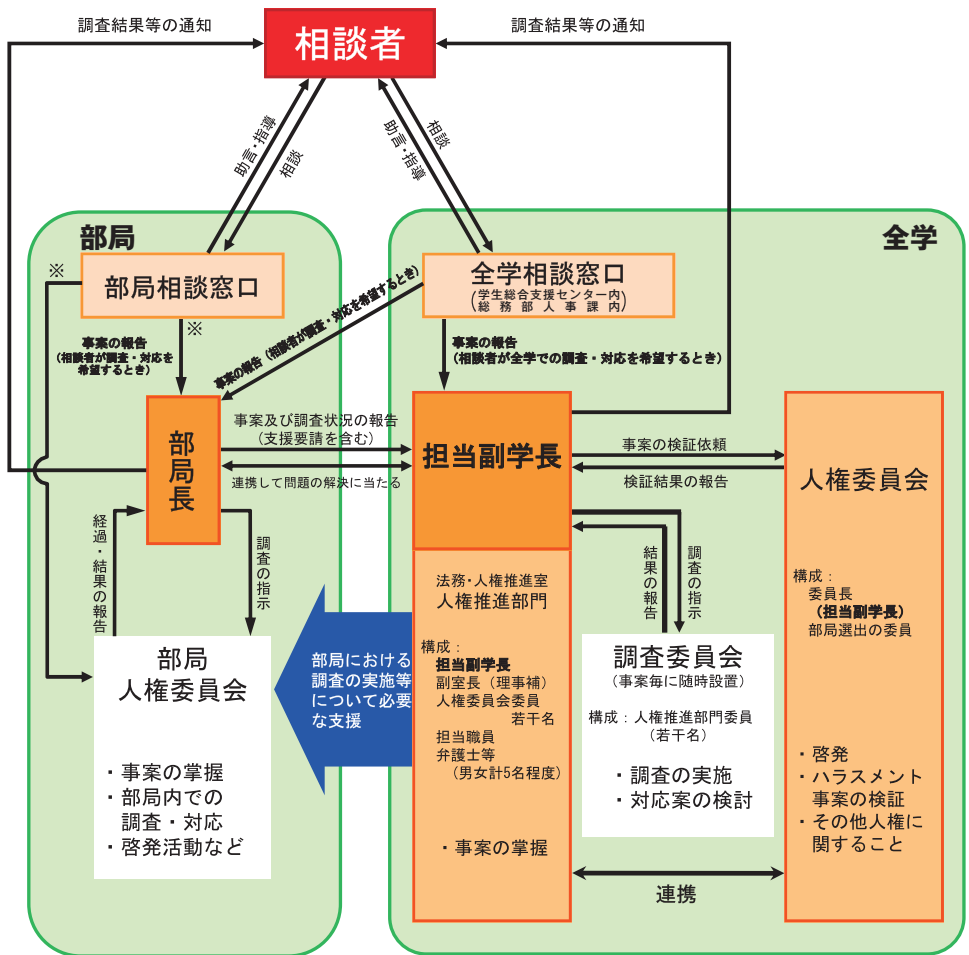 調査結果等の通知
相談者
調査結果等の通知
助言・指導
相談
助言・指導
相談
部局
全学
※
部局相談窓口
※
事案の報告
(相談者が調査・対応を
希望するとき)
全学相談窓口
(学生総合支援センター内)
(総務部人事課内)
事案の報告(相談者が調査・対応を希望するとき)
事案の報告
(相談者が全学での調査・対応を希望するとき)
部局長
事案及び調査状況の報告
(支援要請を含む)
連携して問題の解決に当たる
担当副学長
事案の検証依頼
検証結果の報告
人権委員会
経過・結果の報告
調査の指示
結果の報告
調査の指示
部局
人権委員会
・事案の掌握
・部局内での
調査・対応
・啓発活動など
部局における
調査の実施等
について必要
な支援
法務・人権推進室
人権推進部門
構成:
担当副学長
副室長(理事補)
人権委員会委員
若干名
担当職員
弁護士等
(男女計5名程度)
・事案の掌握
調査委員会
(事案毎に随時設置)
構成:人権推進部門委員
(若干名)
・調査の実施
・対応案の検討
構成:
委員長
(担当副学長)
部局選出の委員
・啓発
・ハラスメント
事案の検証
・その他人権に
関すること
連携